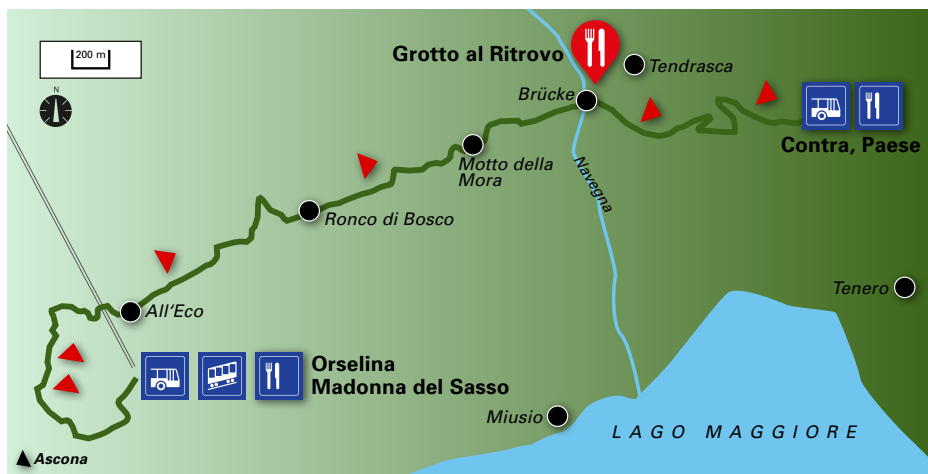 200 m
N
Grotto al Ritrovo
Tendrasca
Brücke
Contra, Paese
Motto della
Mora
Navegna
Ronco di Bosco
Tenero
All'Eco
Orselina
Madonna del Sasso
Miusio
LAGO MAGGIORE
Ascona